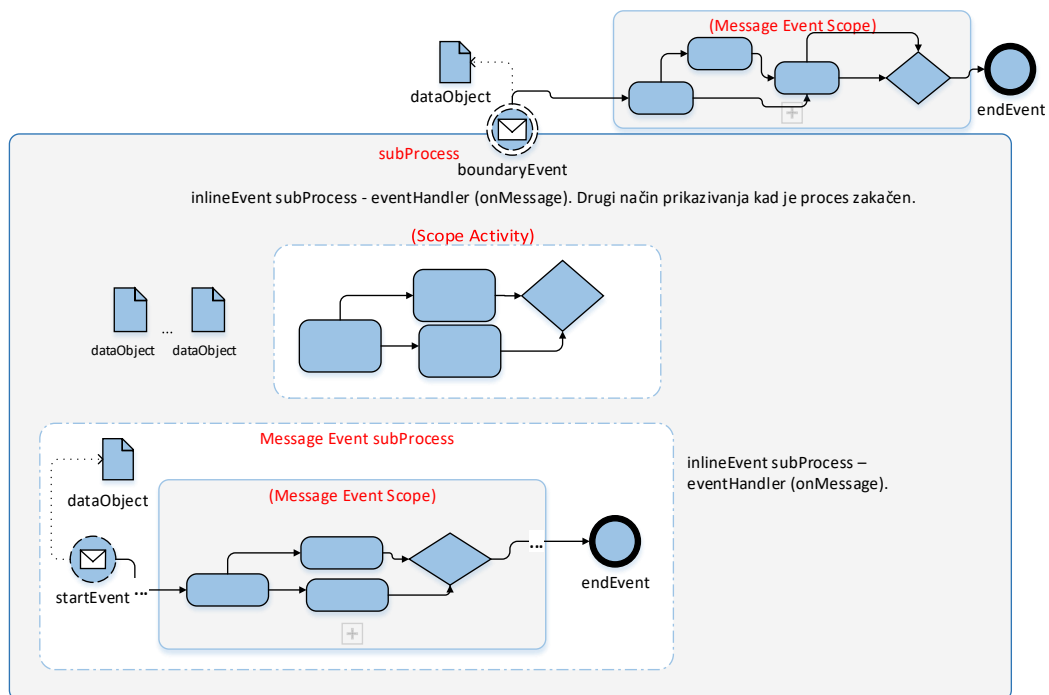 (Message Event Scope)
dataObject
endEvent
subProcess
boundaryEvent
inlineEvent subProcess - eventHandler (onMessage). Drugi način prikazivanja kad je proces zakačen.
(Scope Activity)
...
dataObject
dataObject
Message Event subProcess
dataObject
inlineEvent subProcess –
eventHandler (onMessage).
(Message Event Scope)
...
...
startEvent
endEvent